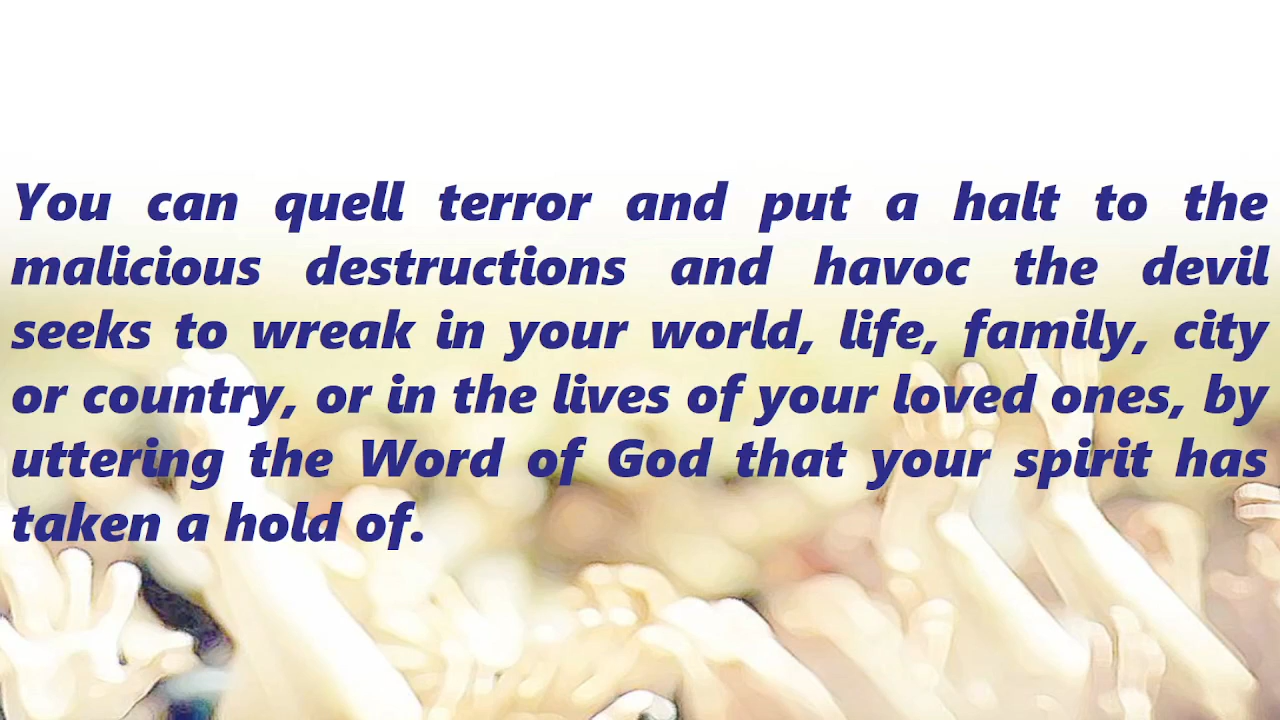 You can quell terror and put a halt to the
malicious destructions and havoc the devil
seeks to wreak in your world, life, family, city
or country, or in the lives of your loved ones, by
uttering the Word of God that your spirit has
taken a hold of.